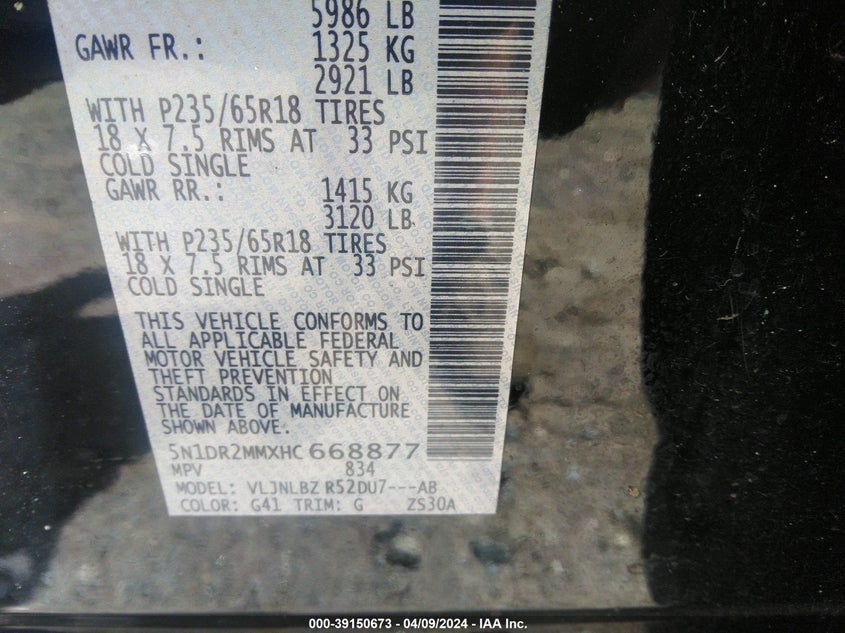 5986 LB
GAWR FR.: 1325 KG
2921 LB
WITH P235/65R18 TIRES
18 X 7.5 RIMS AT 33 PSI
COLD SINGLE
GAWR RR.: 1415 KG
3120 LB
WITH P235/65R18 TIRES
18 X 7.5 RIMS AT 33 PSI
COLD SINGLE
THIS VEHICLE CONFORMS TO
ALL APPLICABLE FEDERAL
MOTOR VEHICLE SAFETY AND
THEFT PREVENTION
STANDARDS IN EFFECT ON
THE DATE OF MANUFACTURE
SHOWN ABOVE.
5N1DR2MMXHC668877
MPV 834
MODEL: VLJNLBZ R52DU7---AB
COLOR: G41 TRIM: G ZS30A
000-39150673 - 04/09/2024 - IAA Inc.